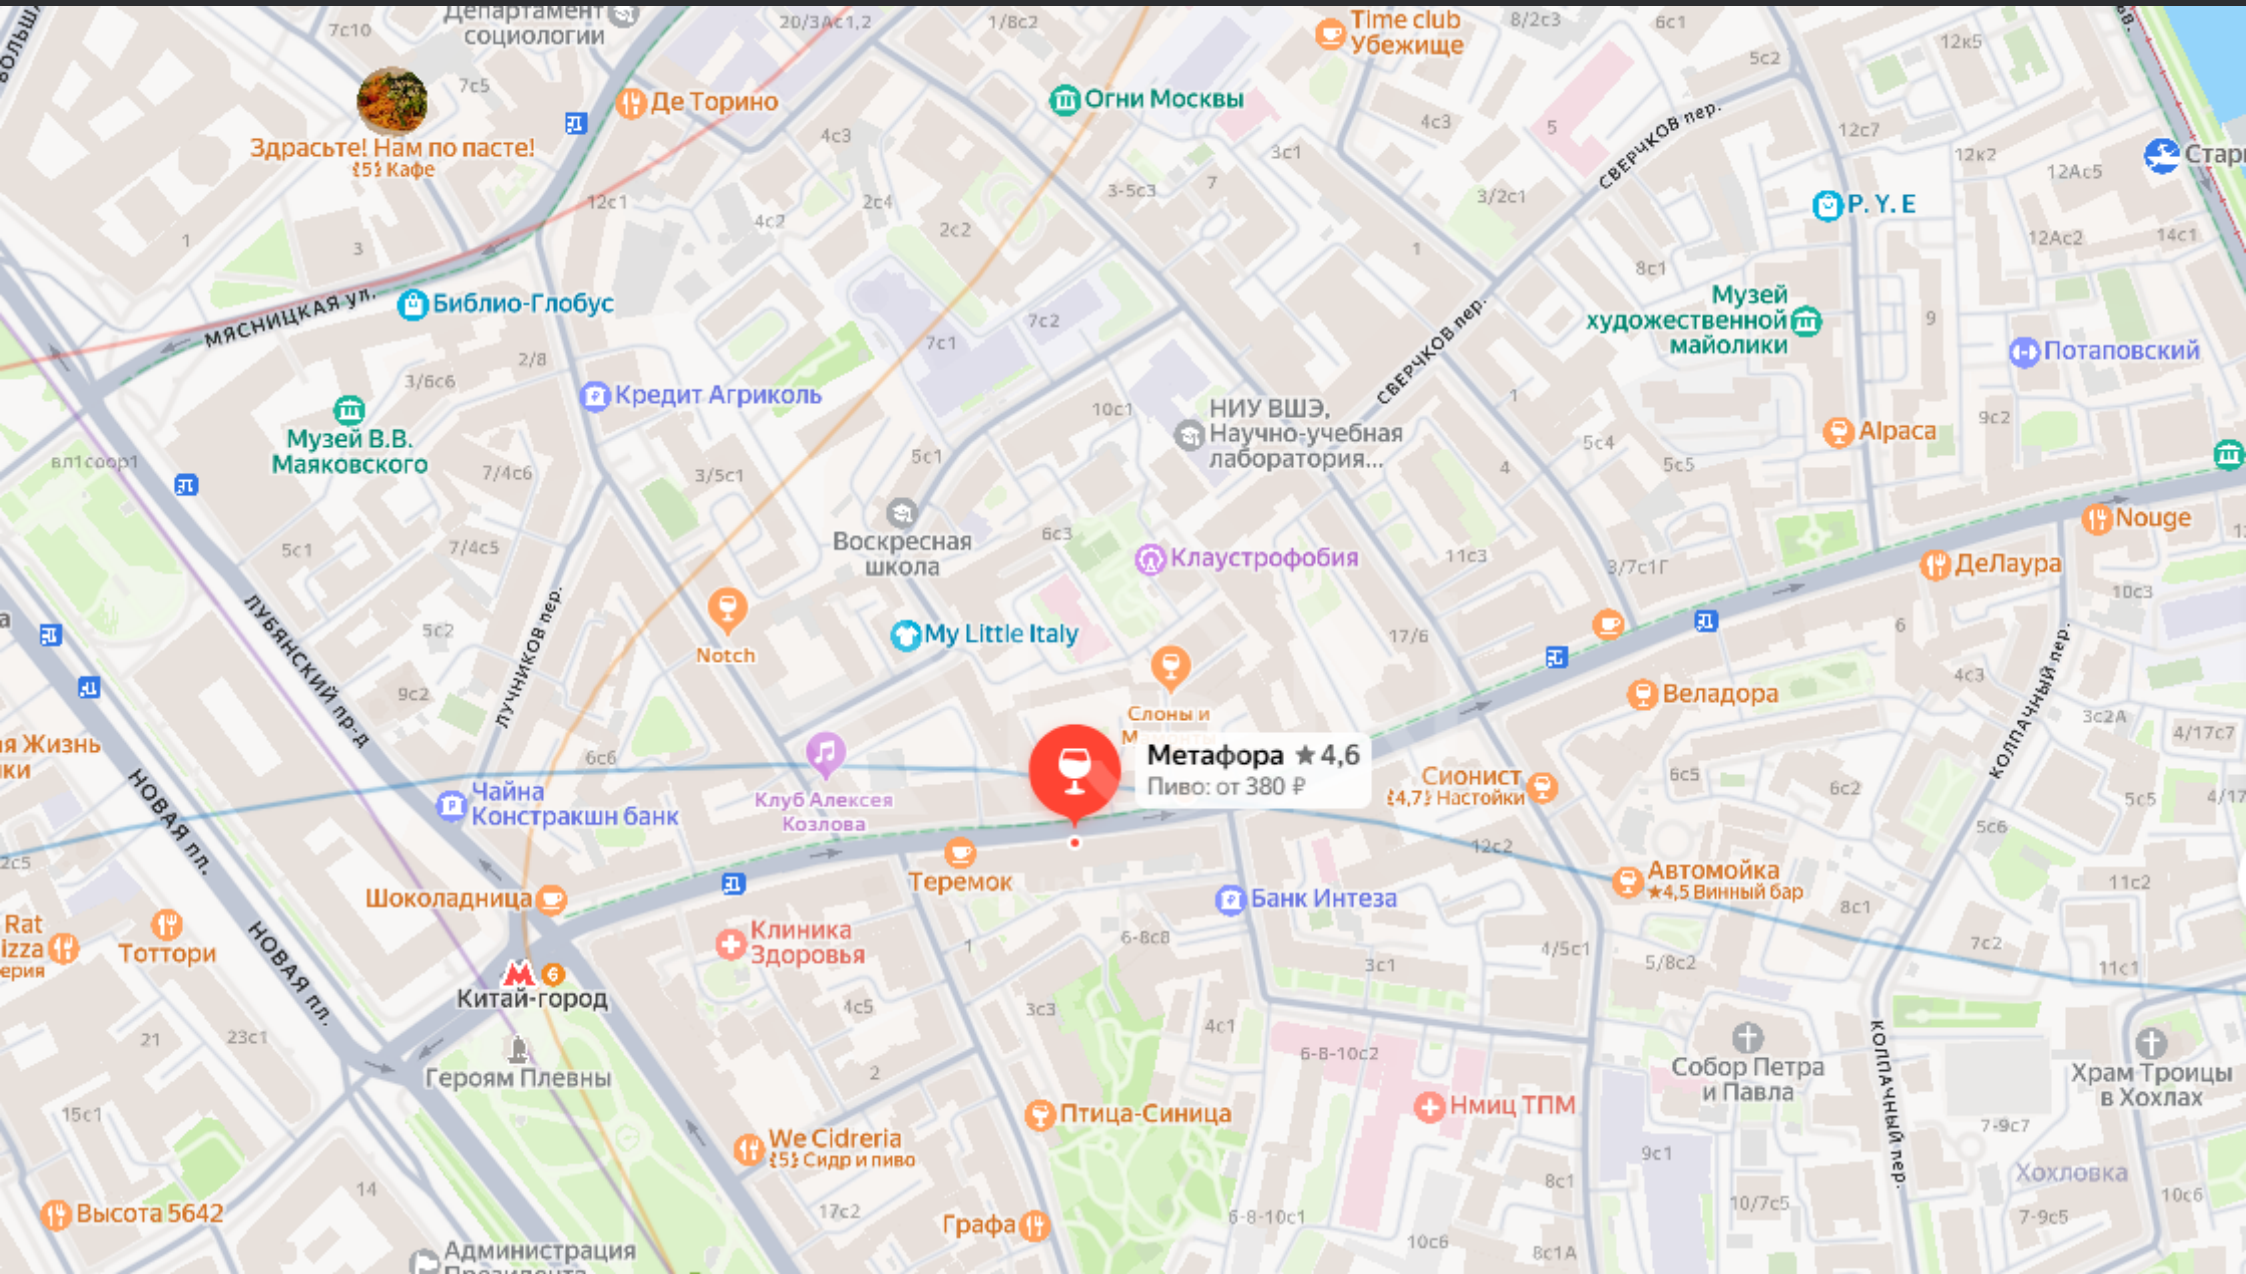 Департамент
социологии
7с10
20/3Ас1,2
1/8с2
Time club
Убежище
8/2с3
6с1
12к5
5с2
7с5
Де Торино
Огни Москвы
СВЕРЧКОВ пер.
Здрасьте! Нам по пасте!
5 Кафе
4с3
4с3
5
12с7
3с1
12к2
12Ас5
7
3-5с3
12с1
2с4
3/2с1
P. Y. E
4с2
2с2
1
3
1
12Ас2
14с1
8с1
МЯСНИЦКАЯ ул.
Библио-Глобус
Музей
художественной
майолики
7с2
9
7с1
2/8
СВЕРЧКОВ пер.
Потаповский
3/6с6
Кредит Агриколь
1
10с1
НИУ ВШЭ,
Научно-учебная
лаборатория...
9с2
Музей В.В.
Маяковского
Alpaca
5с4
вл1соор1
5с1
7/4с6
3/5с1
4
5с5
Nouge
Воскресная
школа
6с3
5с1
7/4с5
Клаустрофобия
11с3
3/7с1Г
ДеЛаура
10с3
ЛУБЯНСКИЙ пр-д
ЛУЧНИКОВ пер.
5с2
My Little Italy
17/6
6
КОЛПАЧНЫЙ пер.
Notch
4с3
9с2
Веладора
Слоны и
3с2А
4/17с7
я Жизнь
ки
6с6
Метафора ★4,6
Пиво: от 380 ₽
Сионист
4,7 Настойки
6с5
6с2
5с5
НОВАЯ пл.
Чайна
Констракшн банк
Клуб Алексея
Козлова
5с6
12с2
2с5
Теремок
Автомойка
★4,5 Винный бар
11с2
Шоколадница
Банк Интеза
8с1
Rat
izza
ерия
Тоттори
НОВАЯ пл.
Клиника
Здоровья
1
6-8с8
4/5с1
7с2
3с1
5/8с2
11с1
6
Китай-город
4с5
3с3
4с1
21
23с1
6-8-10с2
Собор Петра
и Павла
КОЛПАЧНЫЙ пер.
Храм Троицы
в Хохлах
Героям Плевны
2
15с1
Птица-Синица
Нмиц ТПМ
7-9с7
We Cidreria
5 Сидр и пиво
9с1
Хохловка
14
8с1
10/7с5
10с6
Высота 5642
17с2
Графа
6-8-10с1
7-9с5
10с6
8с1А
Администрация